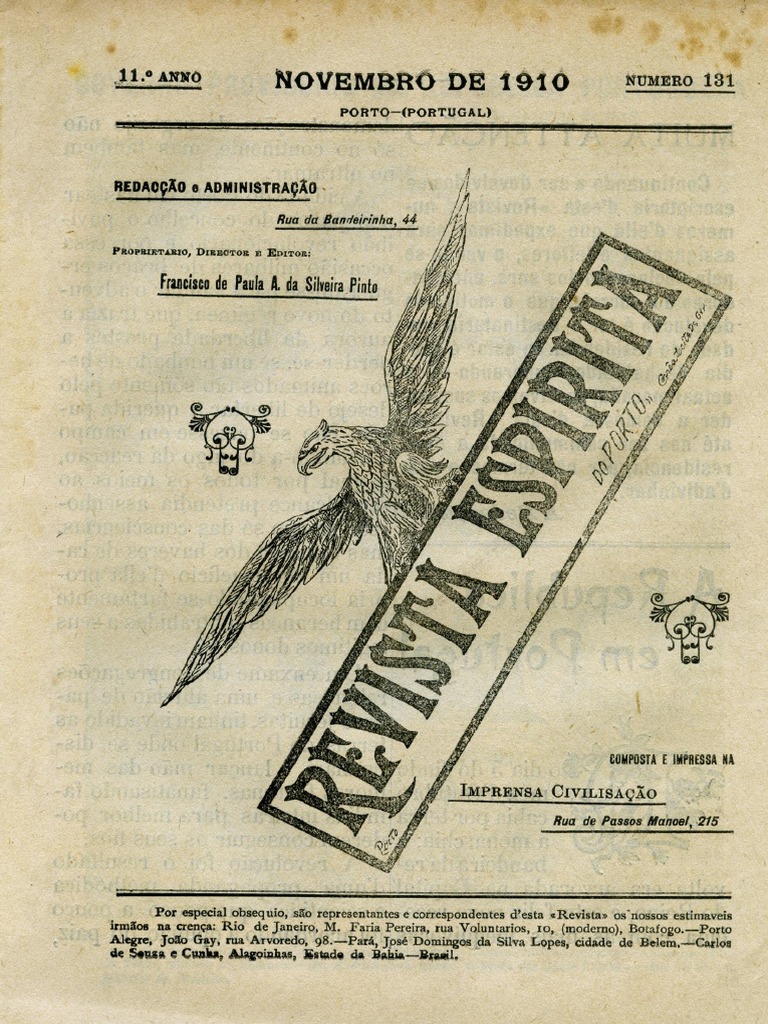 11.º ANNO
NOVEMBRO DE 1910
NUMERO 131
PORTO—(PORTUGAL)
REDACÇÃO e ADMINISTRAÇÃO
Rua da Bandeirinha, 44
PROPRIETARIO, DIRECTOR E EDITOR:
Francisco de Paula A. da Silveira Pinto
REVISTA ESPIRITA
DO PORTO
Porto
COMPOSTA E IMPRESSA NA
IMPRENSA CIVILISAÇÃO
Rua de Passos Manoel, 215
Por especial obsequio, são representantes e correspondentes d'esta «Revista» os nossos estimaveis
irmãos na crença: Rio de Janeiro, M. Faria Pereira, rua Voluntarios, 10, (moderno), Botafogo.—Porto
Alegre, João Gay, rua Arvoredo, 98.—Pará, José Domingos da Silva Lopes, cidade de Belem.—Carlos
de Souza e Cunha, Alagoinhas, Estado da Bahia—Brasil.